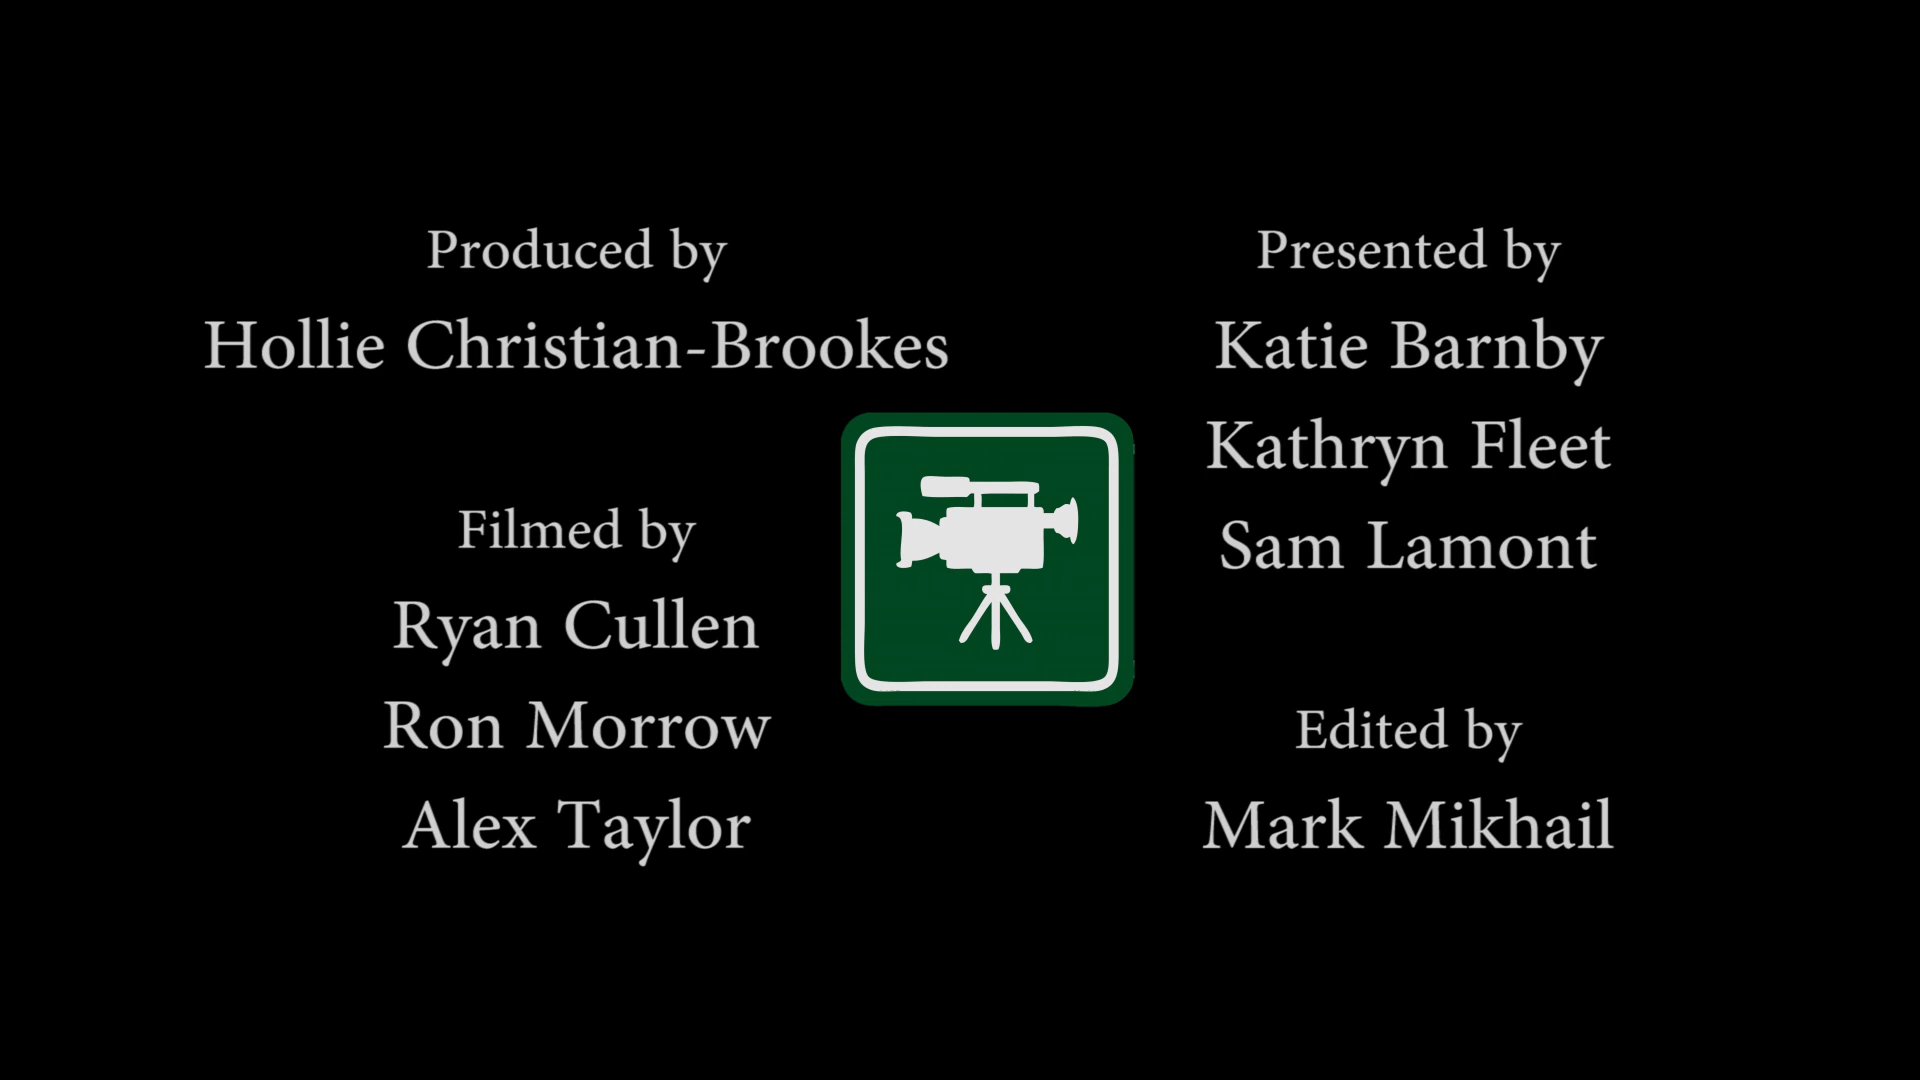 Produced by
Hollie Christian-Brookes
Filmed by
Ryan Cullen
Ron Morrow
Alex Taylor
Presented by
Katie Barnby
Kathryn Fleet
Sam Lamont
Edited by
Mark Mikhail